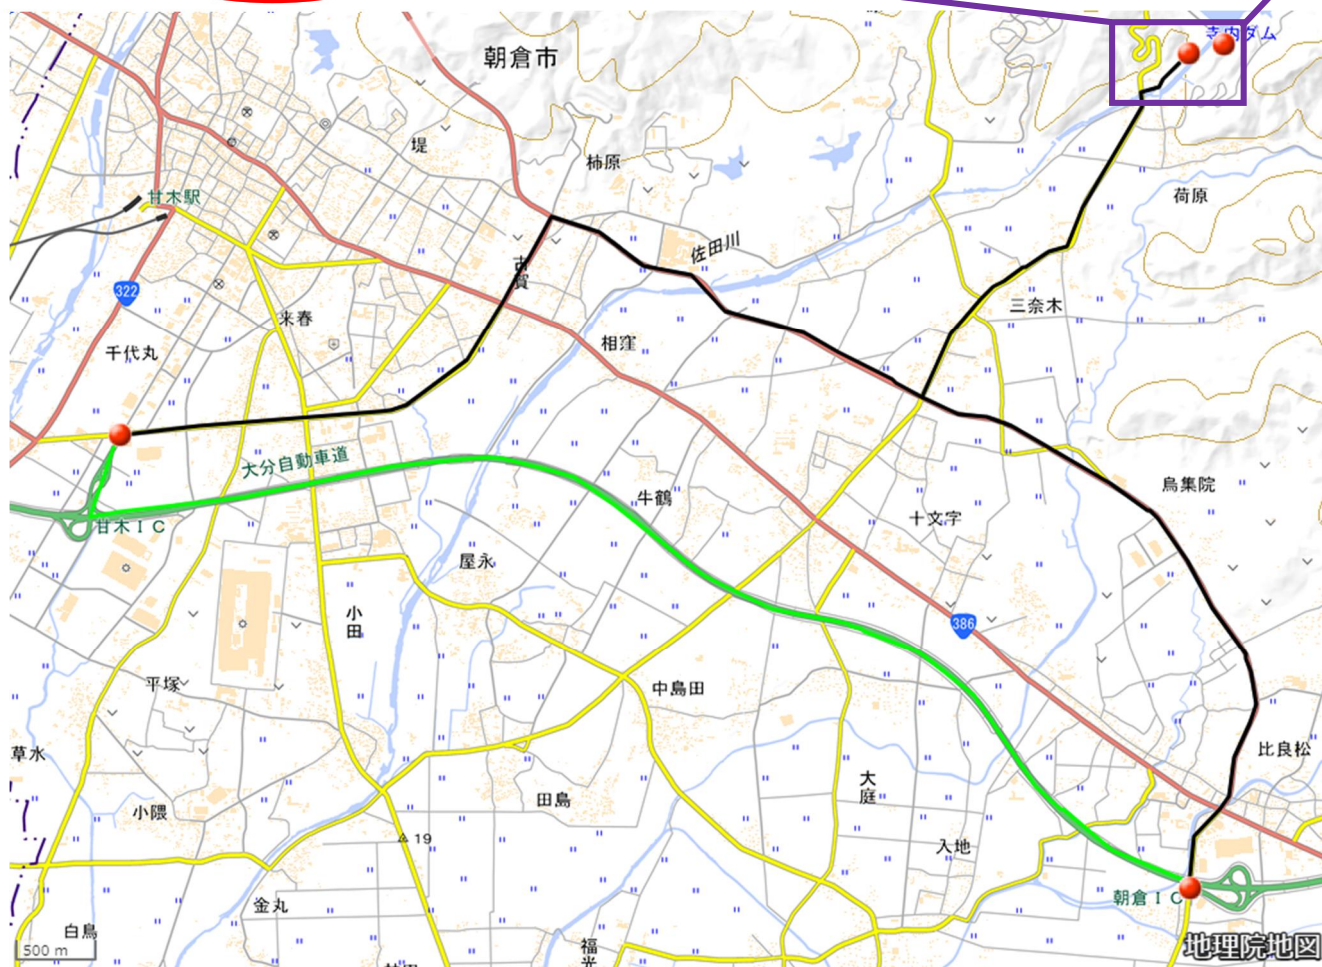 寺内ダム
朝倉市
堤
柿原
甘木駅
荷原
佐田川
古賀
322
三奈木
来春
相窪
千代丸
大分自動車道
烏集院
牛鶴
甘木IC
十文字
屋永
小田
386
平塚
中島田
草水
比良松
大庭
田島
小隈
19
入地
朝倉IC
金丸
白鳥
福光
500 m
地理院地図